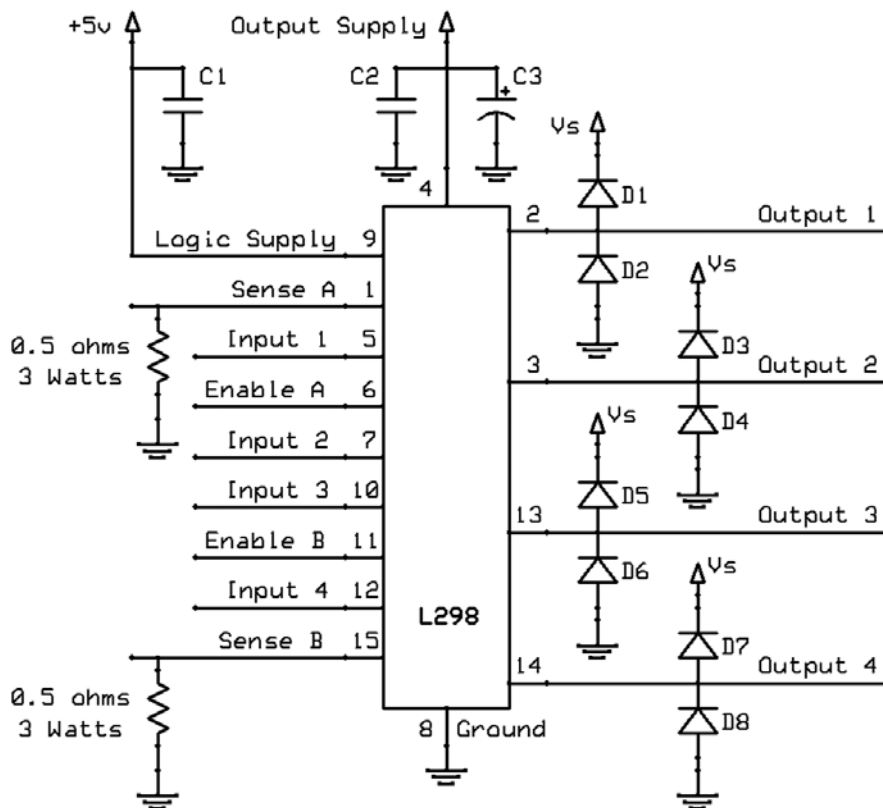 +5v
Output Supply
C1
C2
C3
+
Vs
4
D1
2
Output 1
Logic Supply 9
D2
Vs
Sense A 1
0.5 ohms
3 Watts
Input 1 5
D3
3
Output 2
Enable A 6
Vs
D4
Input 2 7
Input 3 10
D5
13
Output 3
Enable B 11
D6
Vs
Input 4 12
L298
Sense B 15
D7
14
Output 4
0.5 ohms
3 Watts
8 Ground
D8